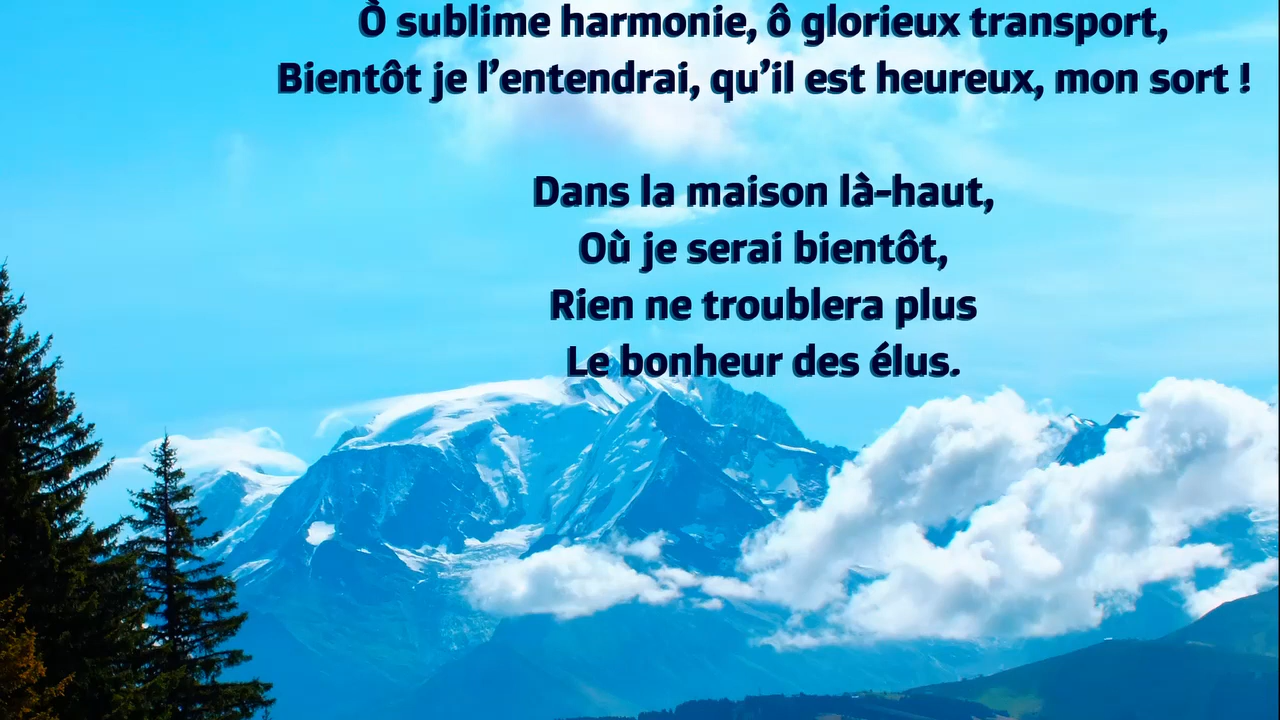 Ô sublime harmonie, ô glorieux transport,
Bientôt je l’entendrai, qu’il est heureux, mon sort !
Dans la maison là-haut,
Où je serai bientôt,
Rien ne troublera plus
Le bonheur des élus.